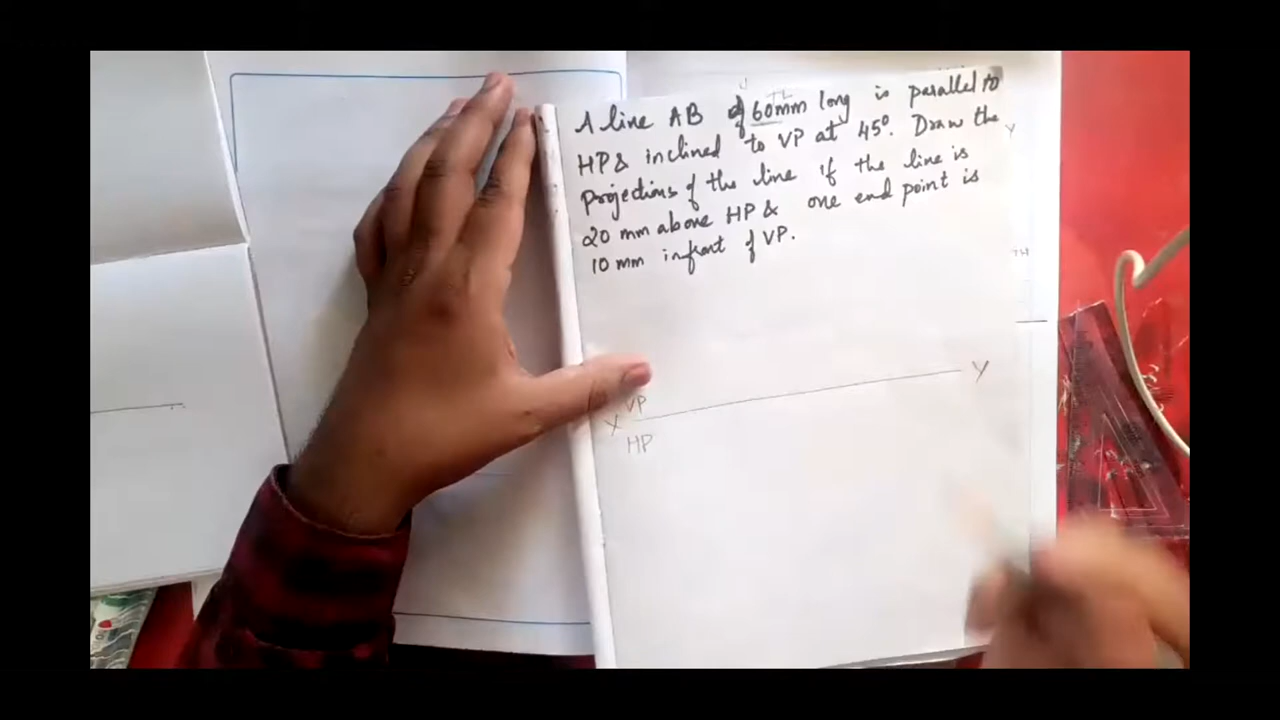 TL
A line AB of 60mm long is parallel to
HP & inclined to VP at 45°. Draw the
projections of the line if the line is
20 mm above HP & one end point is
10 mm infront of VP.
Y
TH
VP
X
Y
HP